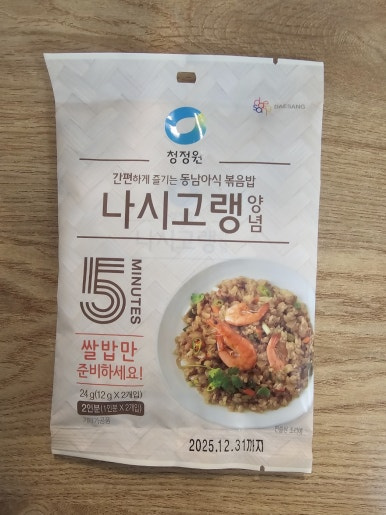 DAESANG
청정원
간편하게 즐기는 동남아식 볶음밥
나시고랭 양념
5 MINUTES
쌀밥만
준비하세요!
24g(12g X 2개입)
2인분(1인분 X 2개입)
2025.12.31까지